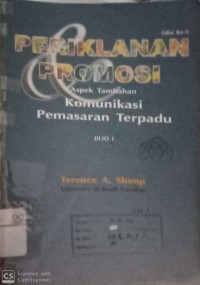 Edisi Ke-5
PERIKLANAN
& PROMOSI
Aspek Tambahan
Komunikasi
Pemasaran Terpadu
JILID I
Terence A. Shimp
University of South Carolina
CS
Scanned with
CamScanner